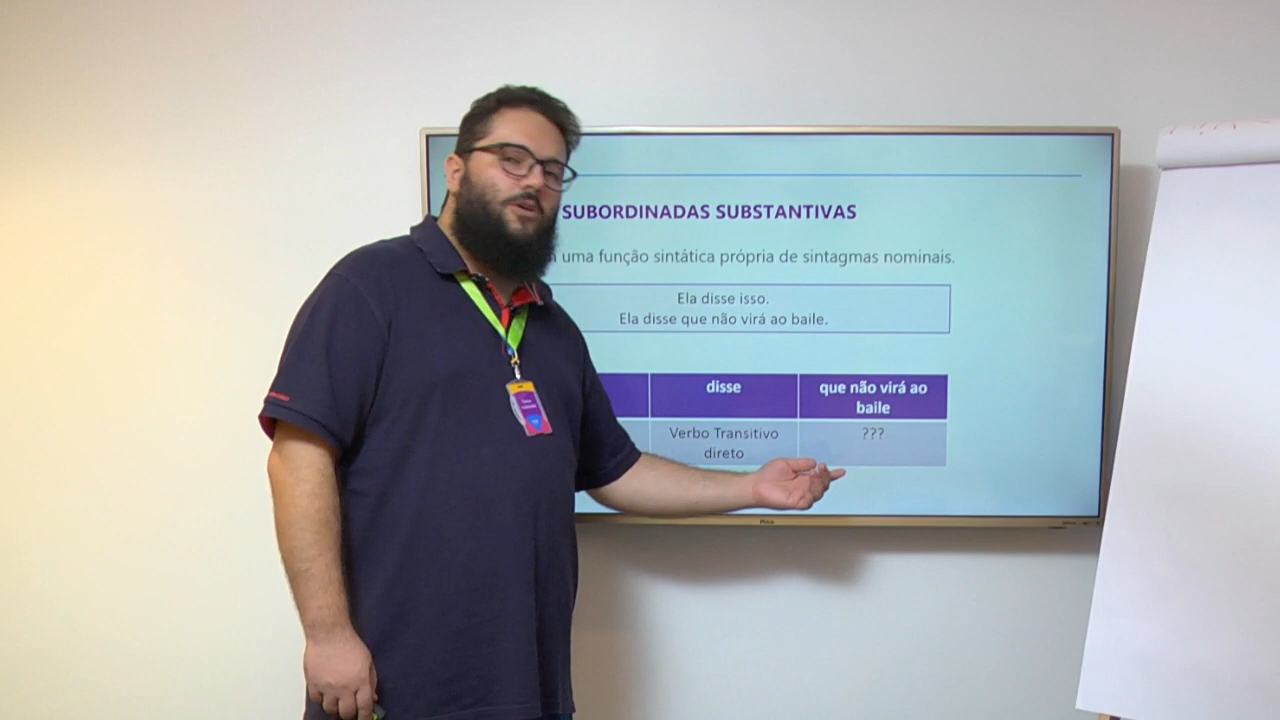 SUBORDINADAS SUBSTANTIVAS
uma função sintática própria de sintagmas nominais.
Ela disse isso.
Ela disse que não virá ao baile.
disse
que não virá ao
baile
Verbo Transitivo
direto
???